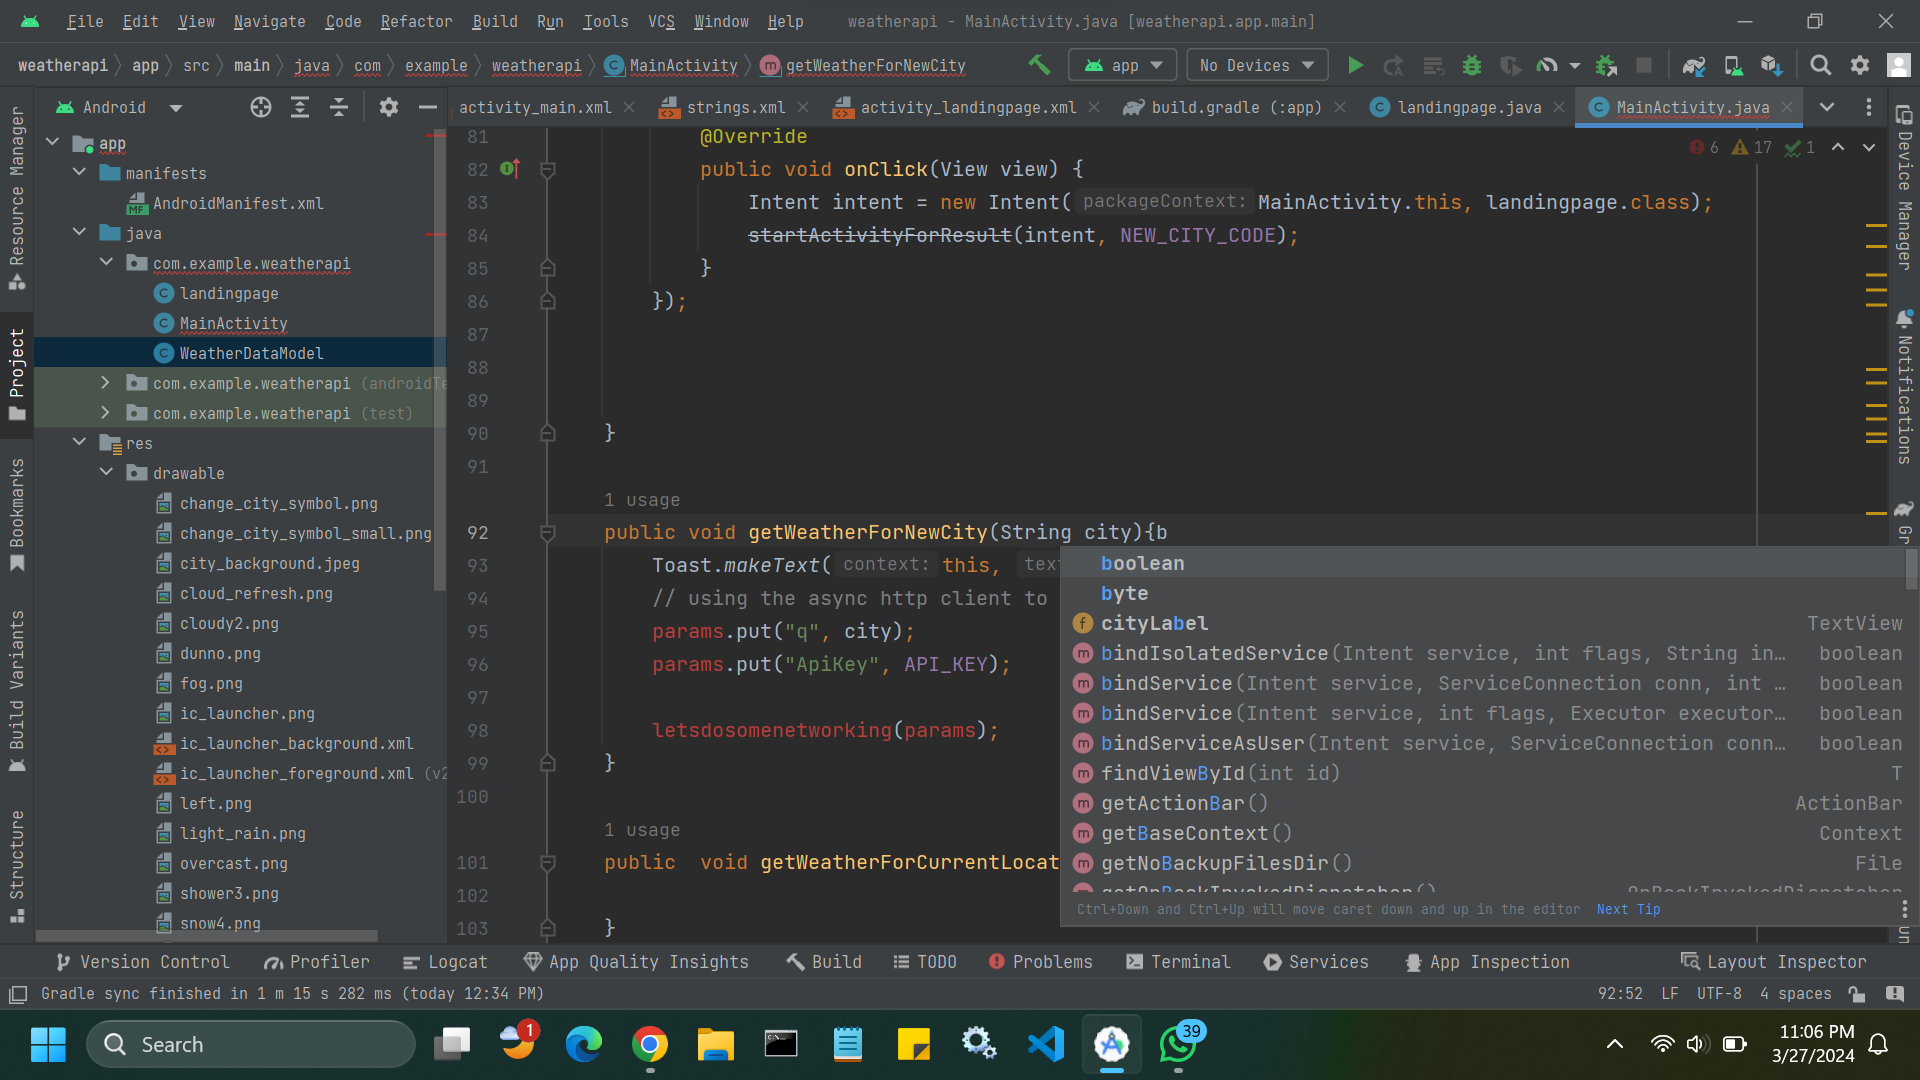 File Edit View Navigate Code Refactor Build Run Tools VCS Window Help weatherapi - MainActivity.java [weatherapi.app.main]
weatherapi app src main java com example weatherapi MainActivity getWeatherForNewCity app No Devices
Android
activity_main.xml strings.xml activity_landingpage.xml build.gradle (:app) landingpage.java MainActivity.java
Resource Manager
Project
Bookmarks
Build Variants
Structure
app
manifests
AndroidManifest.xml
java
com.example.weatherapi
landingpage
MainActivity
WeatherDataModel
com.example.weatherapi (androidTe
com.example.weatherapi (test)
res
drawable
change_city_symbol.png
change_city_symbol_small.png
city_background.jpeg
cloud_refresh.png
cloudy2.png
dunno.png
fog.png
ic_launcher.png
ic_launcher_background.xml
ic_launcher_foreground.xml (v2
left.png
light_rain.png
overcast.png
shower3.png
snow4.png
6 17 1
81 @Override
82 public void onClick(View view) {
83 Intent intent = new Intent( packageContext: MainActivity.this, landingpage.class);
84 startActivityForResult(intent, NEW_CITY_CODE);
85 }
86 });
87
88
89
90 }
91
1 usage
92 public void getWeatherForNewCity(String city){b
93 Toast.makeText( context: this, text
94 // using the async http client to
95 params.put("q", city);
96 params.put("ApiKey", API_KEY);
97
98 letsdosomenetworking(params);
99 }
100
1 usage
101 public void getWeatherForCurrentLocat
102
103 }
boolean
byte
cityLabel TextView
bindIsolatedService(Intent service, int flags, String in… boolean
bindService(Intent service, ServiceConnection conn, int … boolean
bindService(Intent service, int flags, Executor executor… boolean
bindServiceAsUser(Intent service, ServiceConnection conn… boolean
findViewById(int id) T
getActionBar() ActionBar
getBaseContext() Context
getNoBackupFilesDir() File
getOnBackInvokedDispatcher() OnBackInvokedDispatcher
Ctrl+Down and Ctrl+Up will move caret down and up in the editor Next Tip
Device Manager
Notifications
Gr
un
Version Control Profiler Logcat App Quality Insights Build TODO Problems Terminal Services App Inspection Layout Inspector
Gradle sync finished in 1 m 15 s 282 ms (today 12:34 PM) 92:52 LF UTF-8 4 spaces
Search 1 39 11:06 PM
3/27/2024